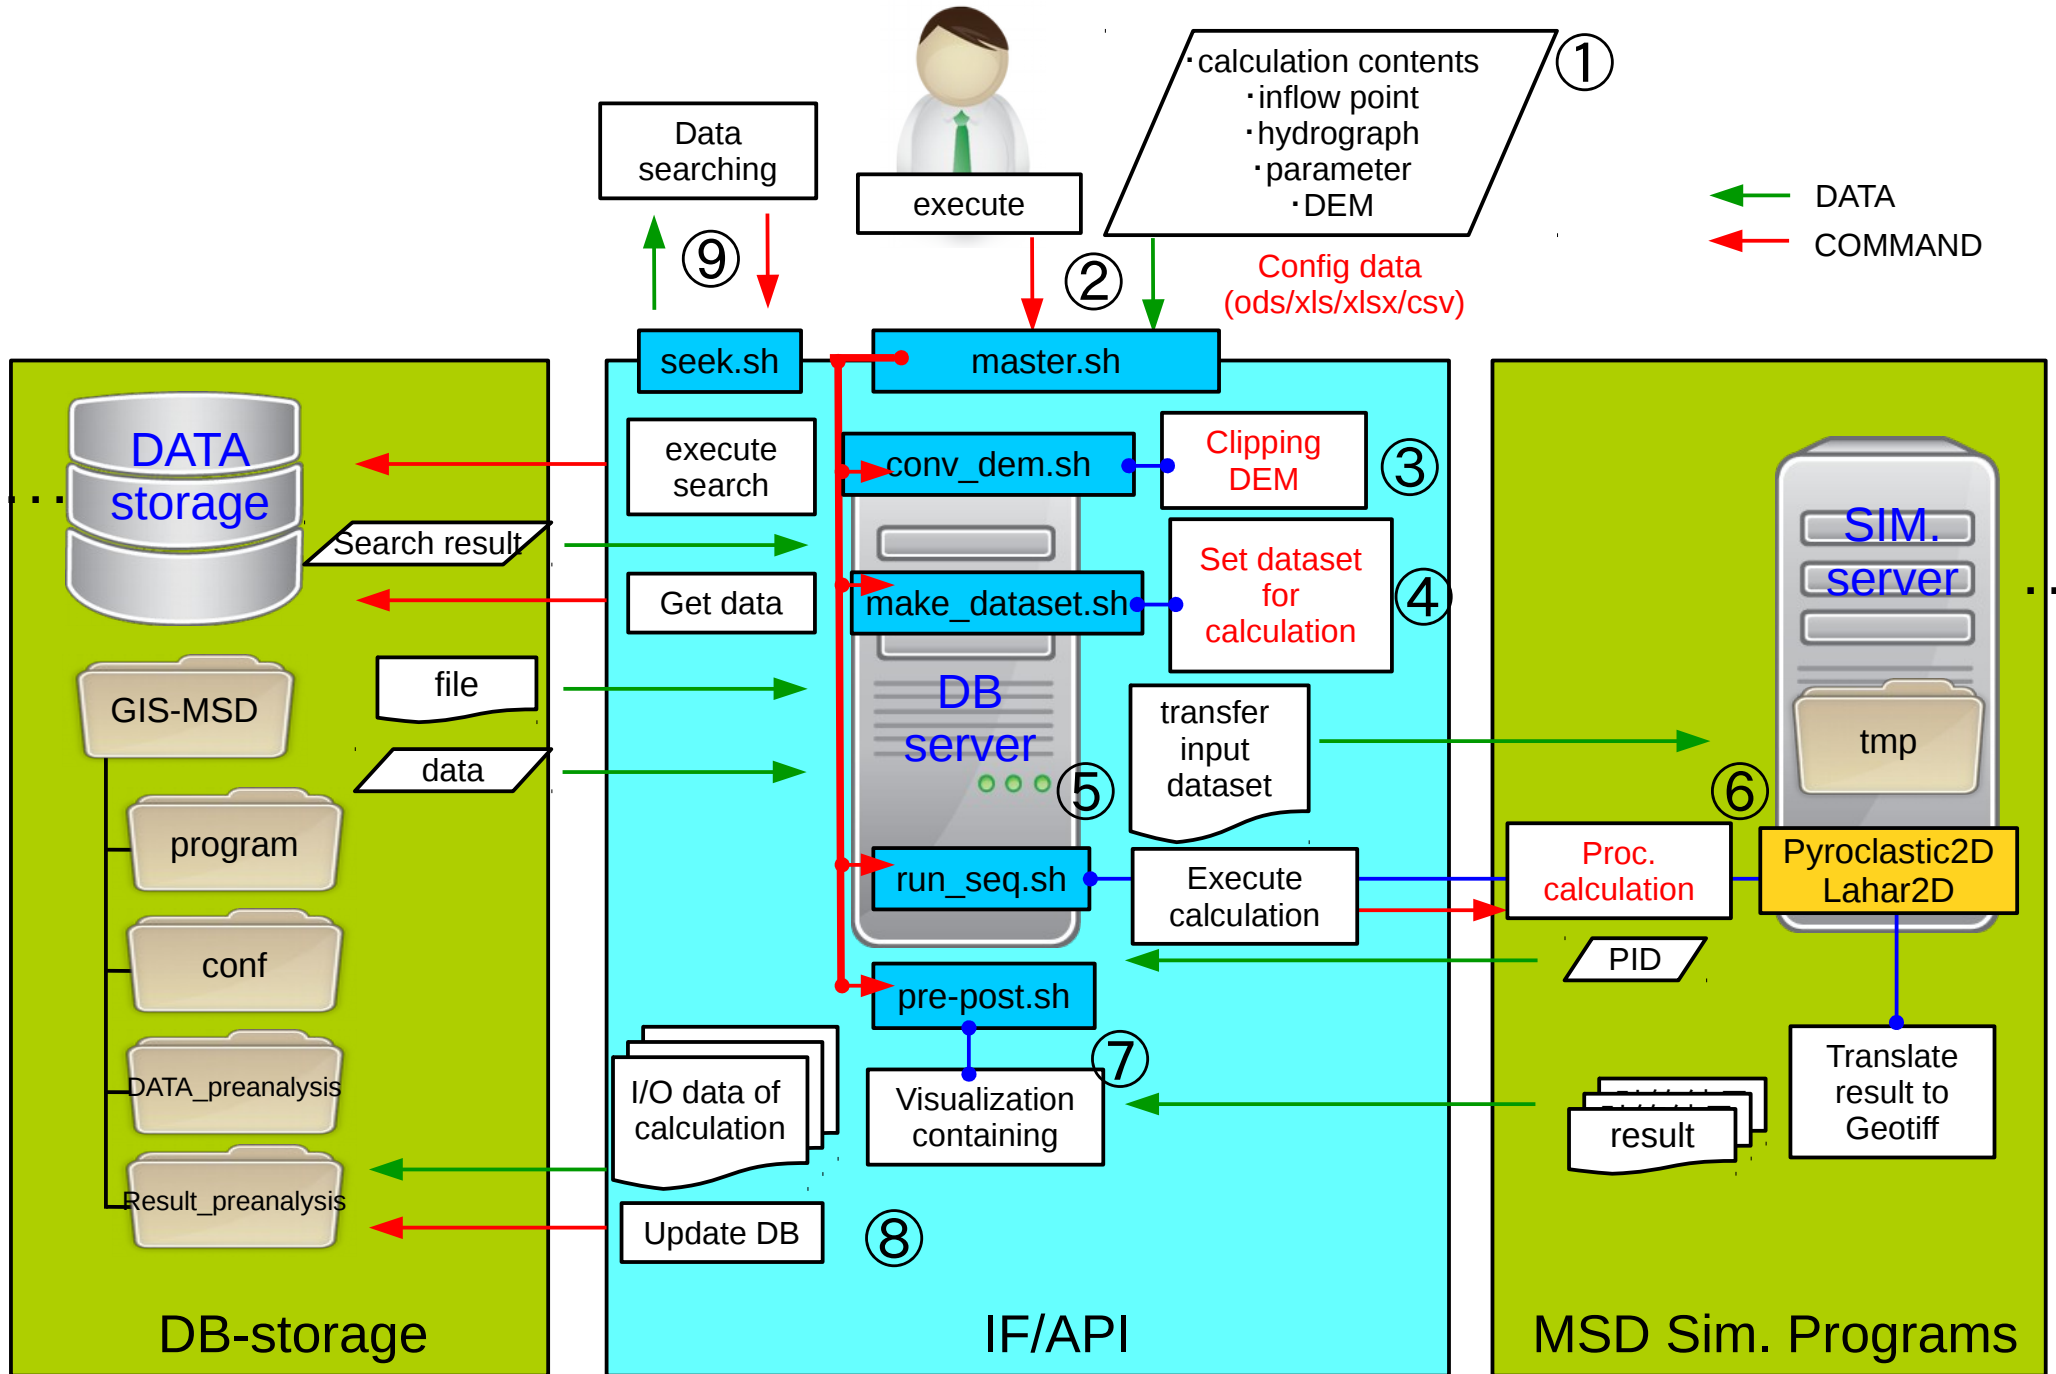 ・calculation contents
・inflow point
・hydrograph
・parameter
・DEM
①
Data
searching
execute
DATA
COMMAND
⑨
②
Config data
(ods/xls/xlsx/csv)
seek.sh
master.sh
DATA
storage
execute
search
conv_dem.sh
Clipping
DEM
③
Search result
Get data
make_dataset.sh
Set dataset
for
calculation
④
SIM.
server
GIS-MSD
file
data
DB
server
⑤
transfer
input
dataset
tmp
⑥
program
run_seq.sh
Execute
calculation
Proc.
calculation
Pyroclastic2D
Lahar2D
conf
pre-post.sh
PID
DATA_preanalysis
I/O data of
calculation
⑦
Visualization
containing
result
Translate
result to
Geotiff
Result_preanalysis
Update DB
⑧
DB-storage
IF/API
MSD Sim. Programs